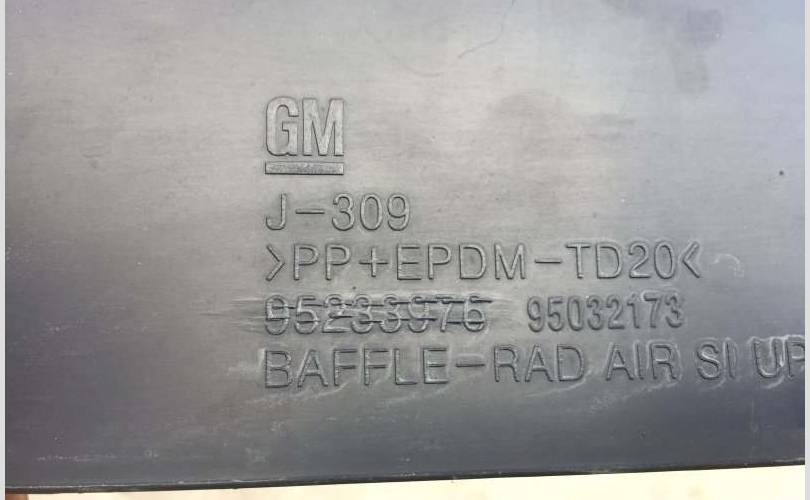 GM
J-309
>PP+EPDM-TD20<
95233976 95032173
BAFFLE-RAD AIR SI UP